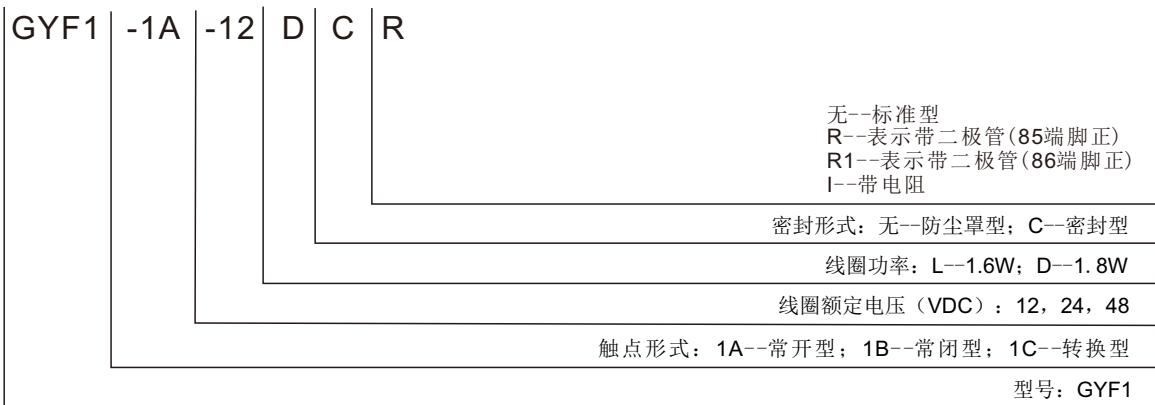 GYF1 -1A -12 D C R
无--标准型
R--表示带二极管(85端脚正)
R1--表示带二极管(86端脚正)
I--带电阻
密封形式：无--防尘罩型；C--密封型
线圈功率：L--1.6W；D--1.8W
线圈额定电压（VDC）：12，24，48
触点形式：1A--常开型；1B--常闭型；1C--转换型
型号：GYF1